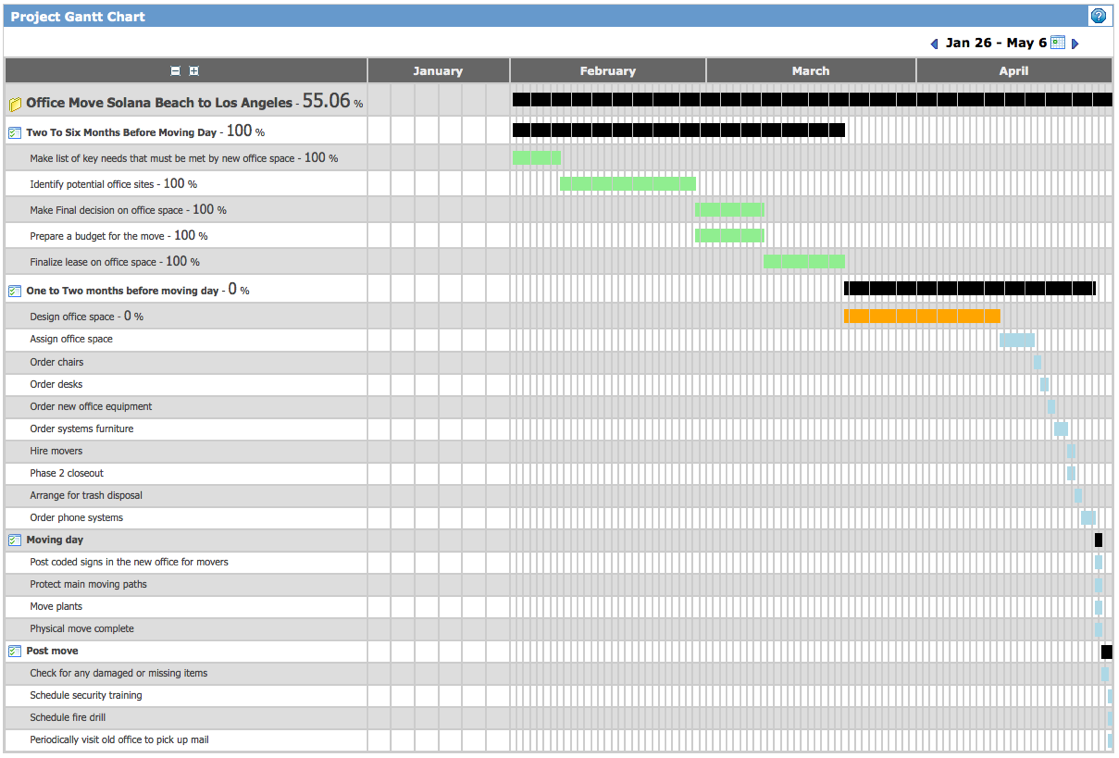 Project Gantt Chart
Jan 26 - May 6
January February March April
Office Move Solana Beach to Los Angeles - 55.06 %
Two To Six Months Before Moving Day - 100 %
Make list of key needs that must be met by new office space - 100 %
Identify potential office sites - 100 %
Make Final decision on office space - 100 %
Prepare a budget for the move - 100 %
Finalize lease on office space - 100 %
One to Two months before moving day - 0 %
Design office space - 0 %
Assign office space
Order chairs
Order desks
Order new office equipment
Order systems furniture
Hire movers
Phase 2 closeout
Arrange for trash disposal
Order phone systems
Moving day
Post coded signs in the new office for movers
Protect main moving paths
Move plants
Physical move complete
Post move
Check for any damaged or missing items
Schedule security training
Schedule fire drill
Periodically visit old office to pick up mail